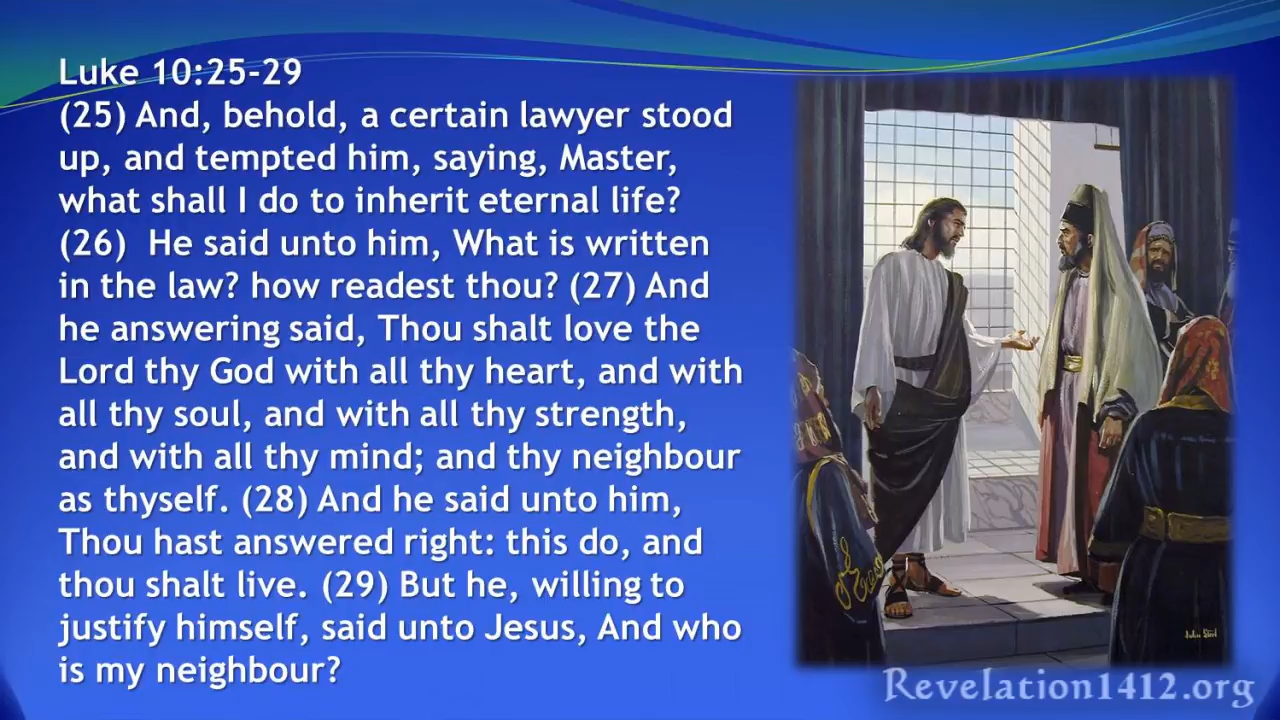 Luke 10:25-29
(25) And, behold, a certain lawyer stood
up, and tempted him, saying, Master,
what shall I do to inherit eternal life?
(26)  He said unto him, What is written
in the law? how readest thou? (27) And
he answering said, Thou shalt love the
Lord thy God with all thy heart, and with
all thy soul, and with all thy strength,
and with all thy mind; and thy neighbour
as thyself. (28) And he said unto him,
Thou hast answered right: this do, and
thou shalt live. (29) But he, willing to
justify himself, said unto Jesus, And who
is my neighbour?
Revelation1412.org